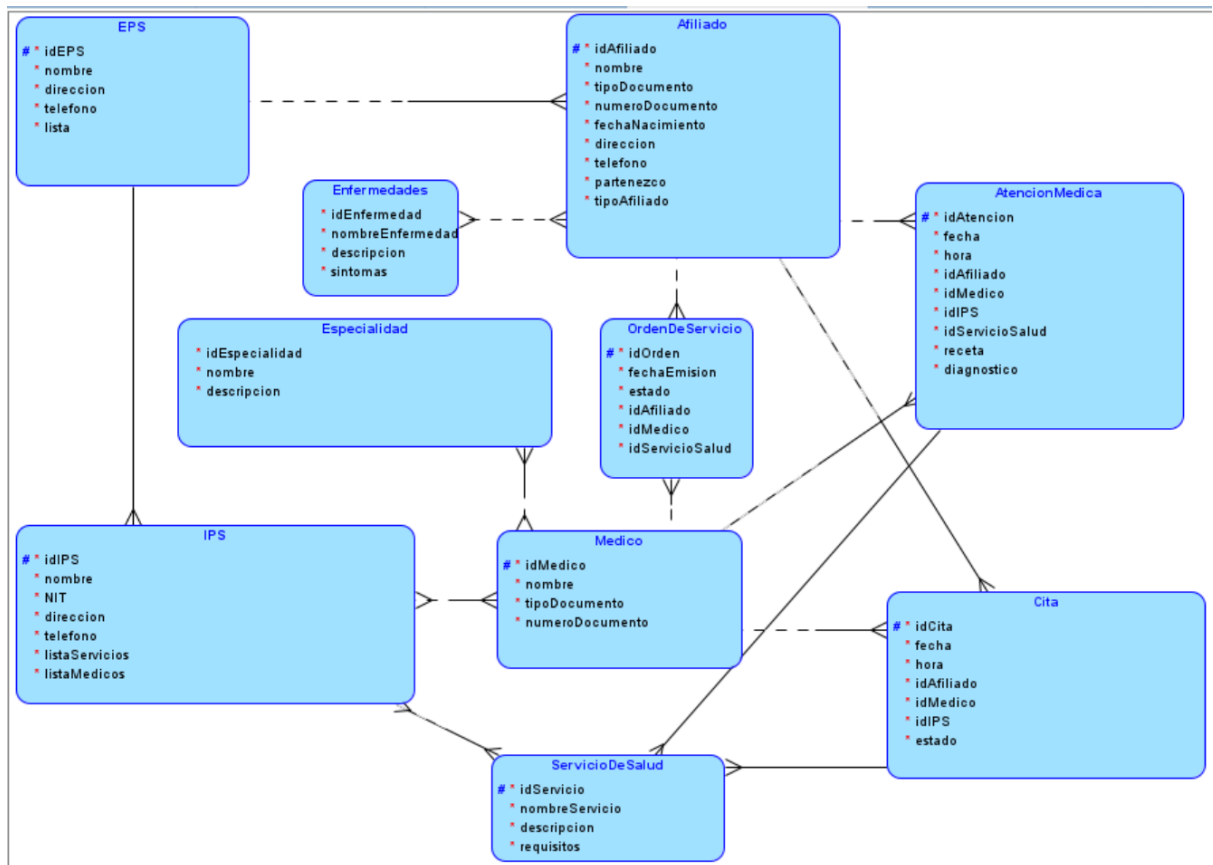 EPS
# * idEPS
* nombre
* direccion
* telefono
* lista
Afiliado
# * idAfiliado
* nombre
* tipoDocumento
* numeroDocumento
* fechaNacimiento
* direccion
* telefono
* partenezco
* tipoAfiliado
Enfermedades
* idEnfermedad
* nombreEnfermedad
* descripcion
* sintomas
AtencionMedica
# * idAtencion
* fecha
* hora
* idAfiliado
* idMedico
* idIPS
* idServicioSalud
* receta
* diagnostico
Especialidad
* idEspecialidad
* nombre
* descripcion
OrdenDeServicio
# * idOrden
* fechaEmision
* estado
* idAfiliado
* idMedico
* idServicioSalud
IPS
# * idIPS
* nombre
* NIT
* direccion
* telefono
* listaServicios
* listaMedicos
Medico
# * idMedico
* nombre
* tipoDocumento
* numeroDocumento
Cita
# * idCita
* fecha
* hora
* idAfiliado
* idMedico
* idIPS
* estado
ServicioDeSalud
# * idServicio
* nombreServicio
* descripcion
* requisitos